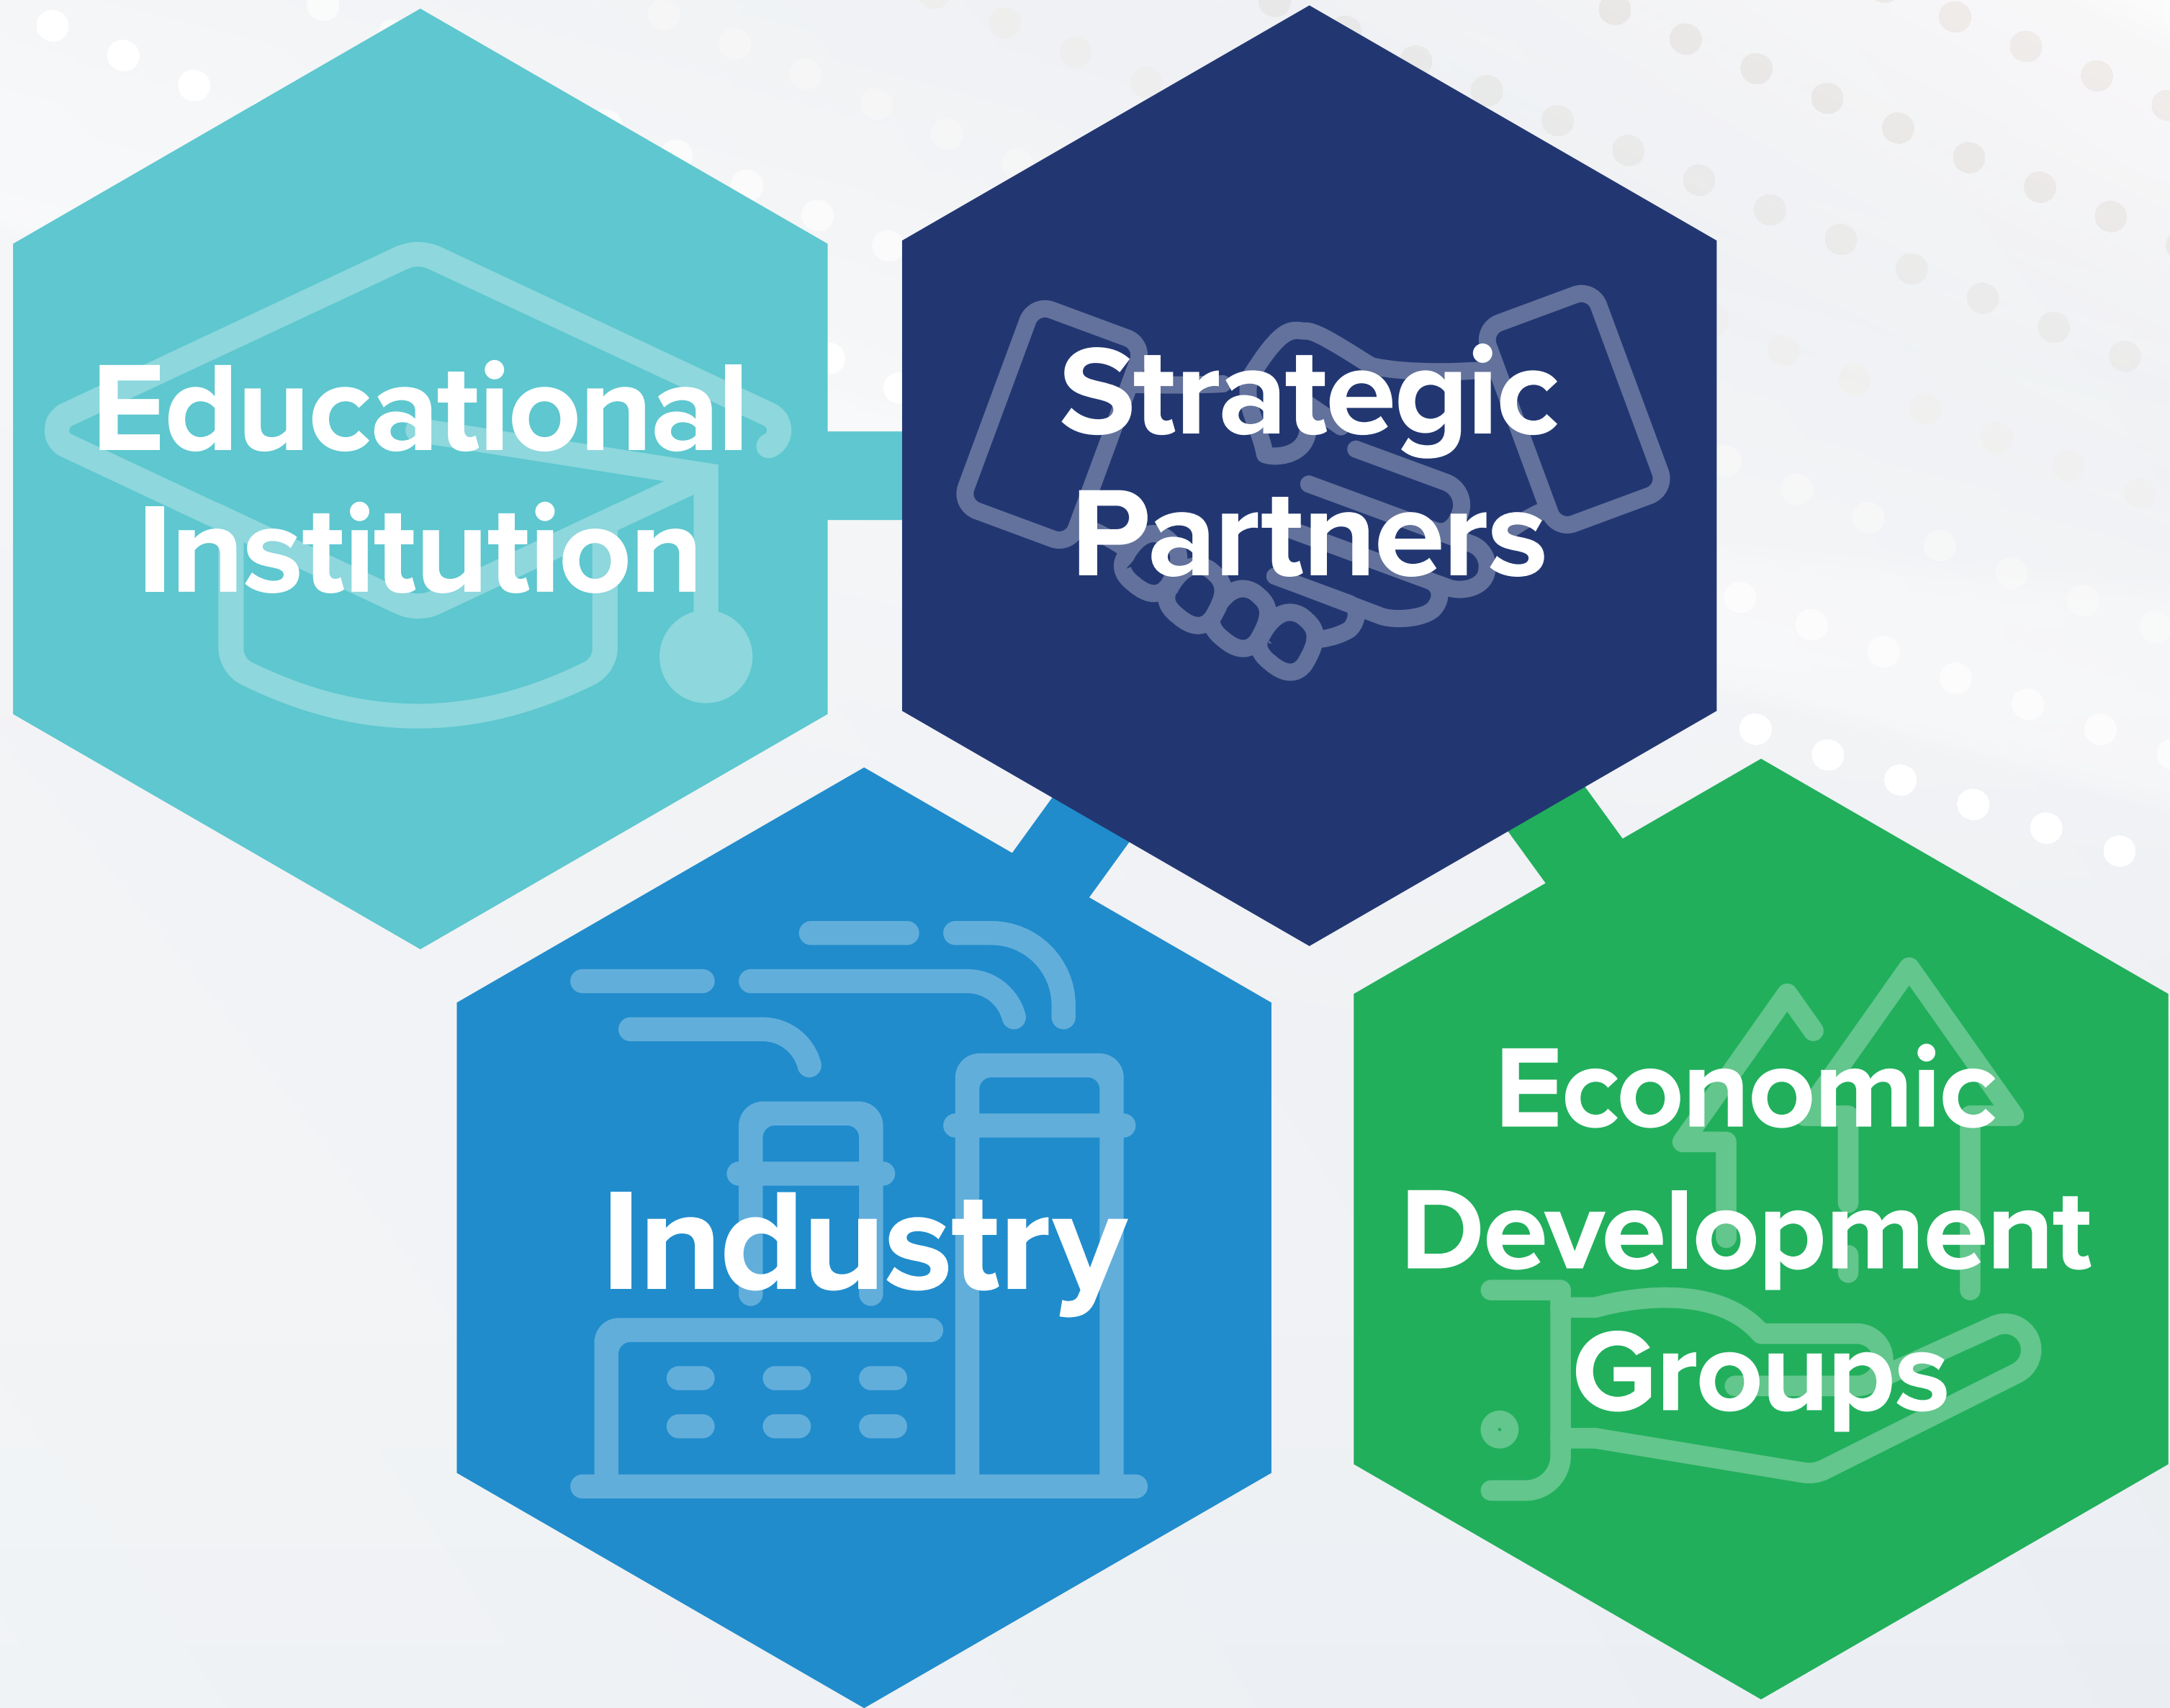 Educational
Institution
Strategic
Partners
Industry
Economic
Development
Groups